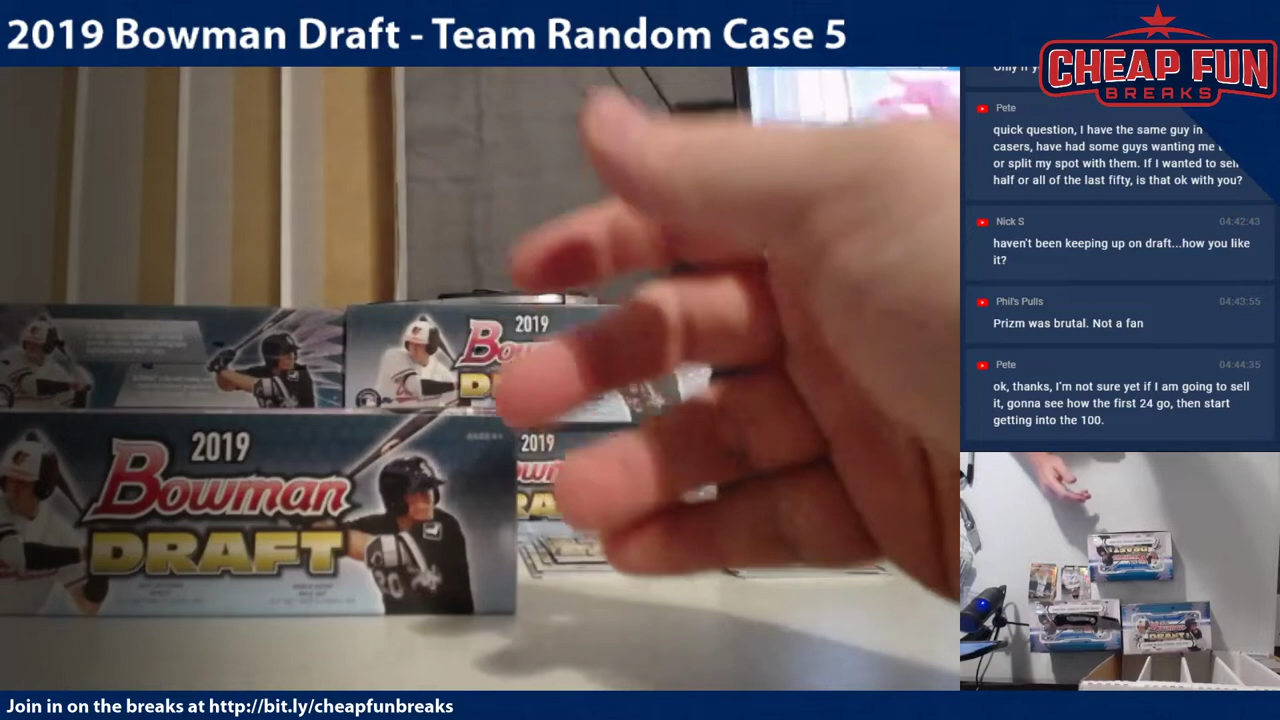 2019 Bowman Draft - Team Random Case 5
CHEAP FUN
BREAKS
Only if
Pete
quick question, I have the same guy in
casers, have had some guys wanting me
or split my spot with them. If I wanted to sell
half or all of the last fifty, is that ok with you?
Nick S 04:42:43
haven't been keeping up on draft...how you like
it?
Phil's Pulls 04:43:55
Prizm was brutal. Not a fan
Pete 04:44:35
ok, thanks, I'm not sure yet if I am going to sell
it, gonna see how the first 24 go, then start
getting into the 100.
2019
2019
Bowman
DRAFT
2019
DRAFT
Join in on the breaks at http://bit.ly/cheapfunbreaks